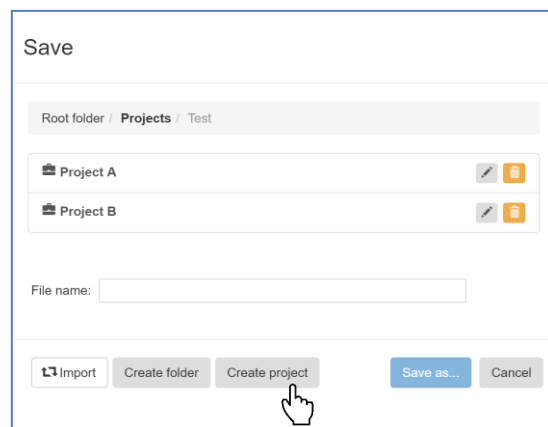 Save
Root folder / Projects / Test
Project A
Project B
File name:
Import Create folder Create project Save as... Cancel